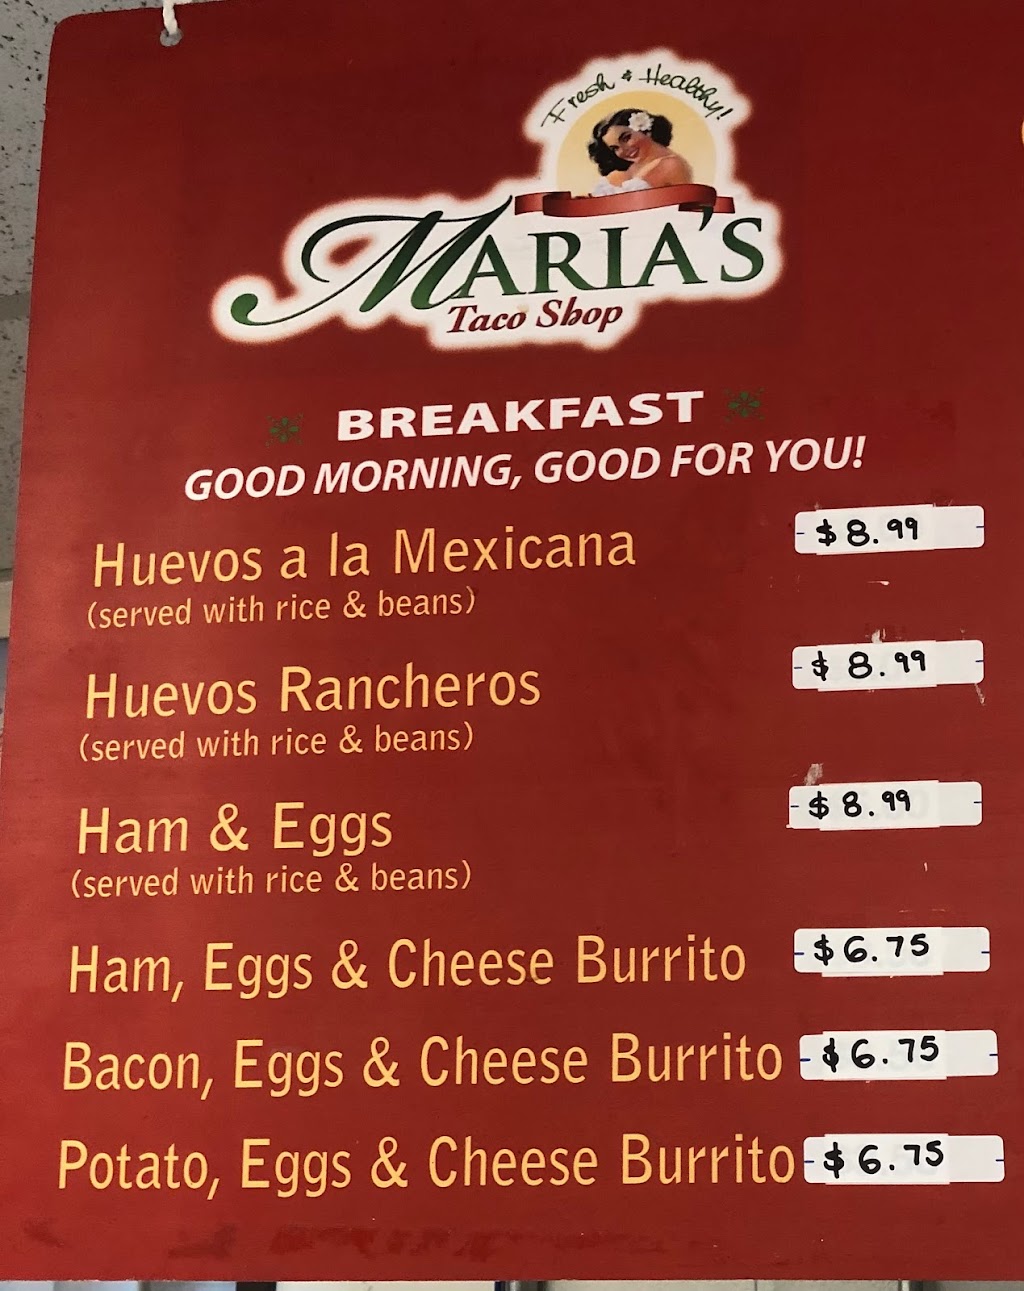 Fresh & Healthy!
MARIA'S
Taco Shop
BREAKFAST
GOOD MORNING, GOOD FOR YOU!
Huevos a la Mexicana $8.99
(served with rice & beans)
Huevos Rancheros $8.99
(served with rice & beans)
Ham & Eggs $8.99
(served with rice & beans)
Ham, Eggs & Cheese Burrito $6.75
Bacon, Eggs & Cheese Burrito $6.75
Potato, Eggs & Cheese Burrito $6.75